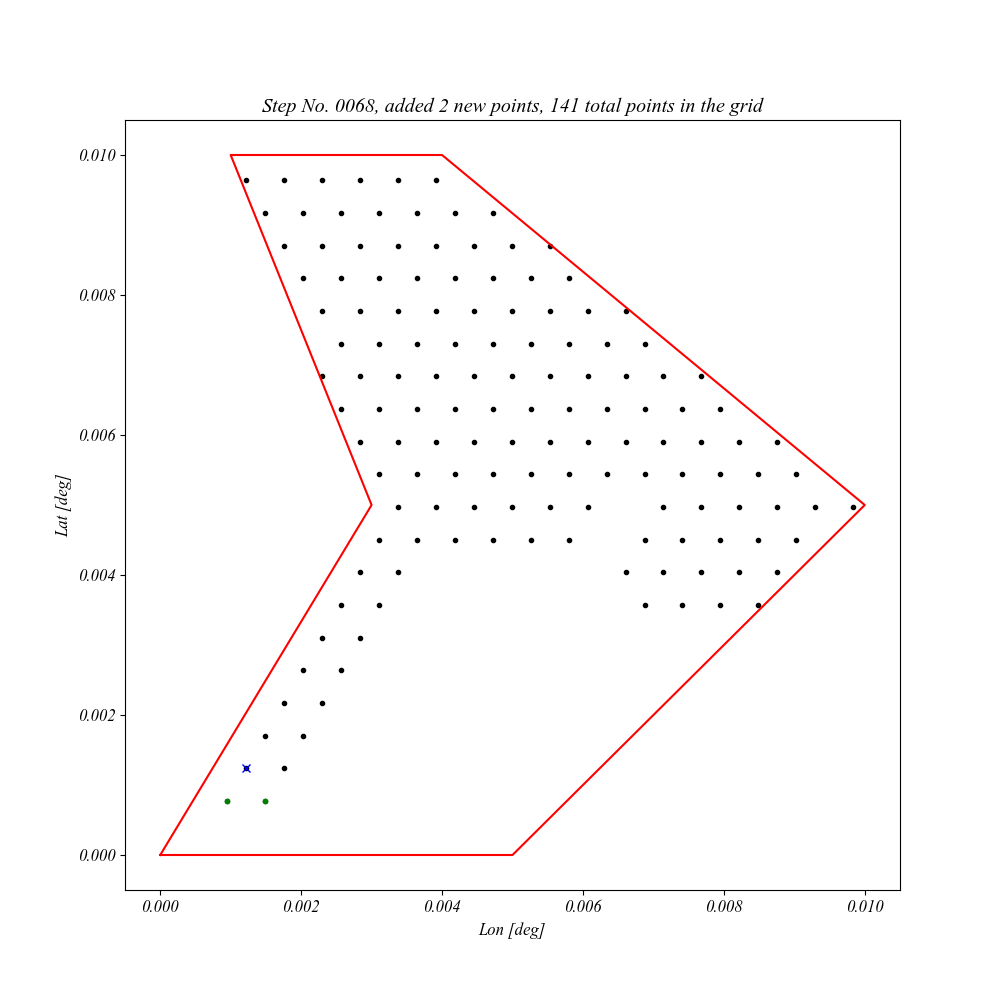 Step No. 0068, added 2 new points, 141 total points in the grid
0.010
0.008
0.006
0.004
0.002
0.000
Lat [deg]
0.000 0.002 0.004 0.006 0.008 0.010
Lon [deg]